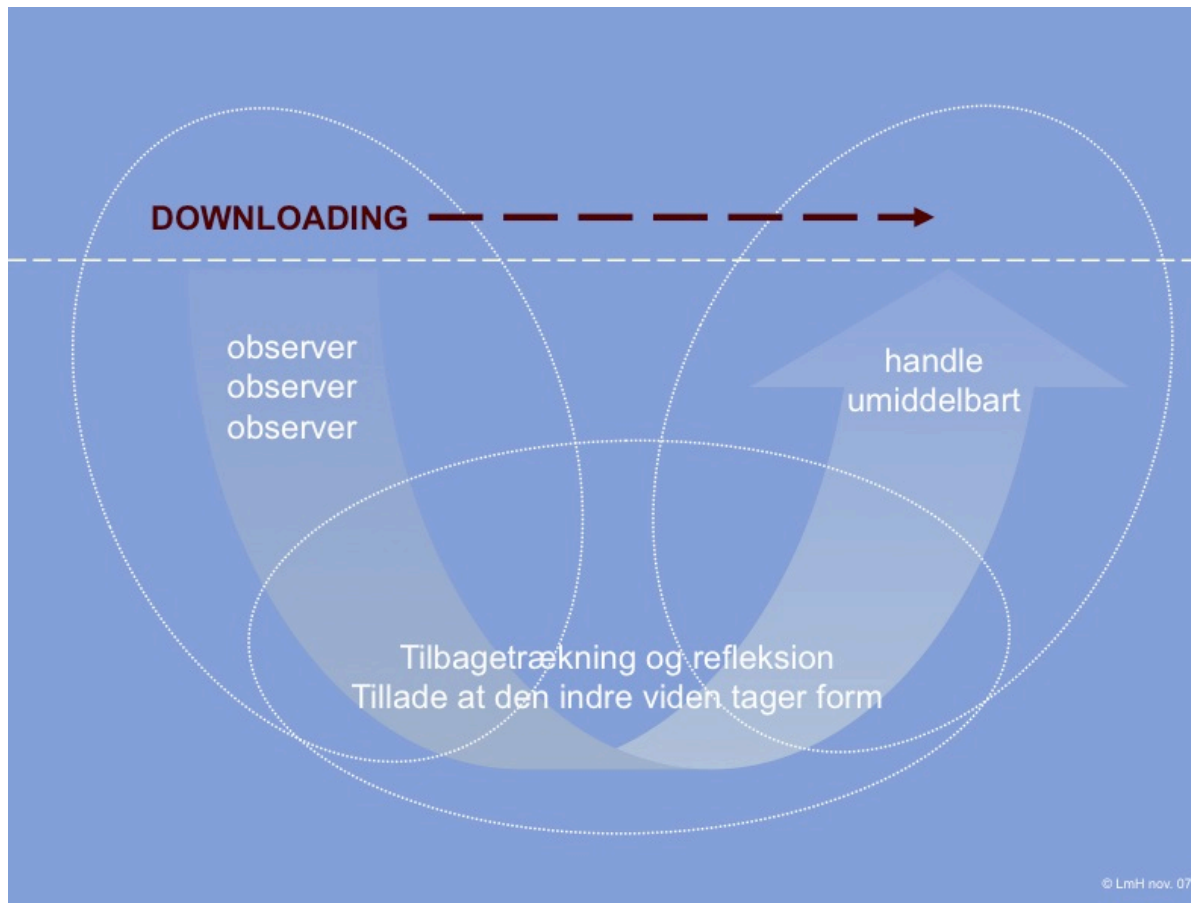 DOWNLOADING
observer
observer
observer
handle
umiddelbart
Tilbagetrækning og refleksion
Tillade at den indre viden tager form
© LmH nov. 07